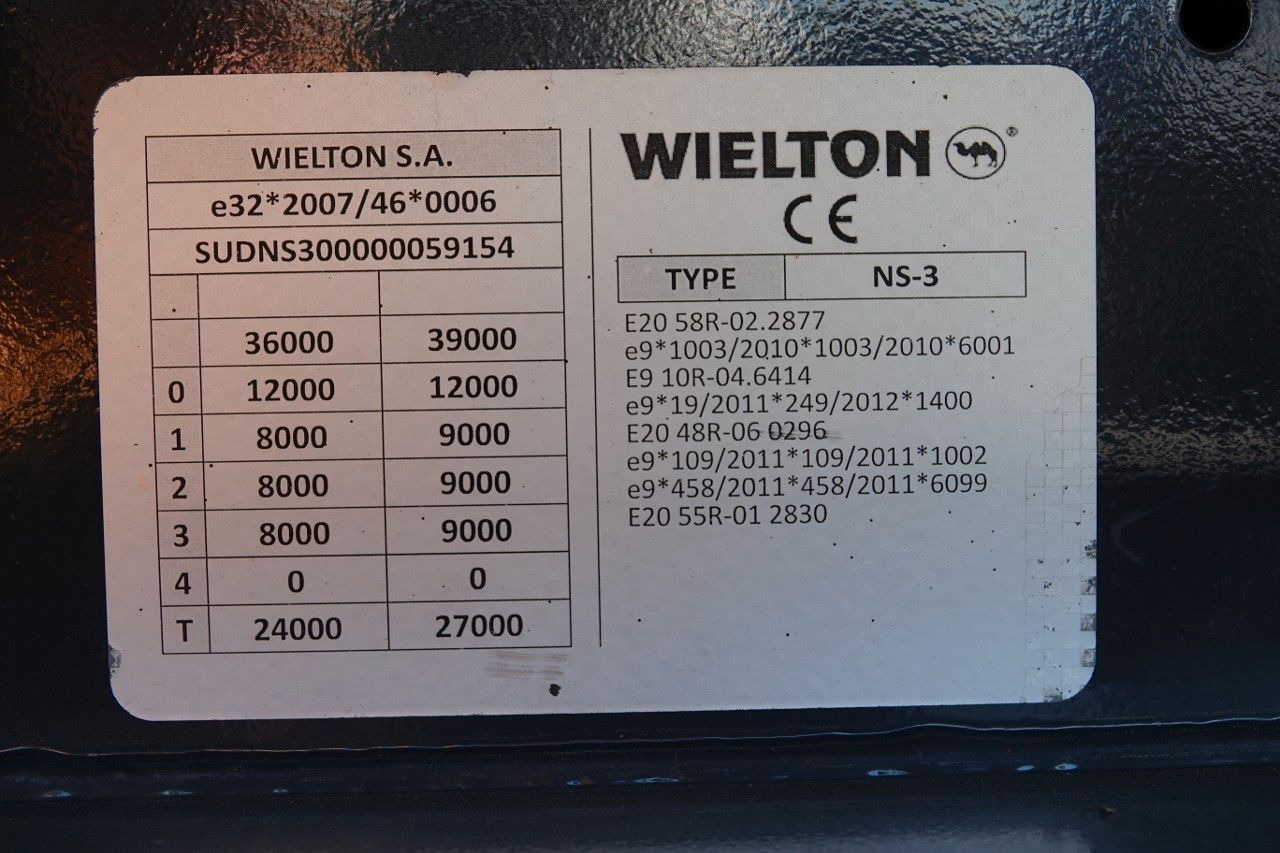 WIELTON S.A.
e32*2007/46*0006
SUDNS300000059154
.
36000 39000
0 12000 12000
1 8000 9000
2 8000 9000
3 8000 9000
4 0 0
T 24000 27000
WIELTON ®
CE
TYPE NS-3
E20 58R-02.2877
e9*1003/2010*1003/2010*6001
E9 10R-04.6414
e9*19/2011*249/2012*1400
E20 48R-06 0296
e9*109/2011*109/2011*1002
e9*458/2011*458/2011*6099
E20 55R-01 2830